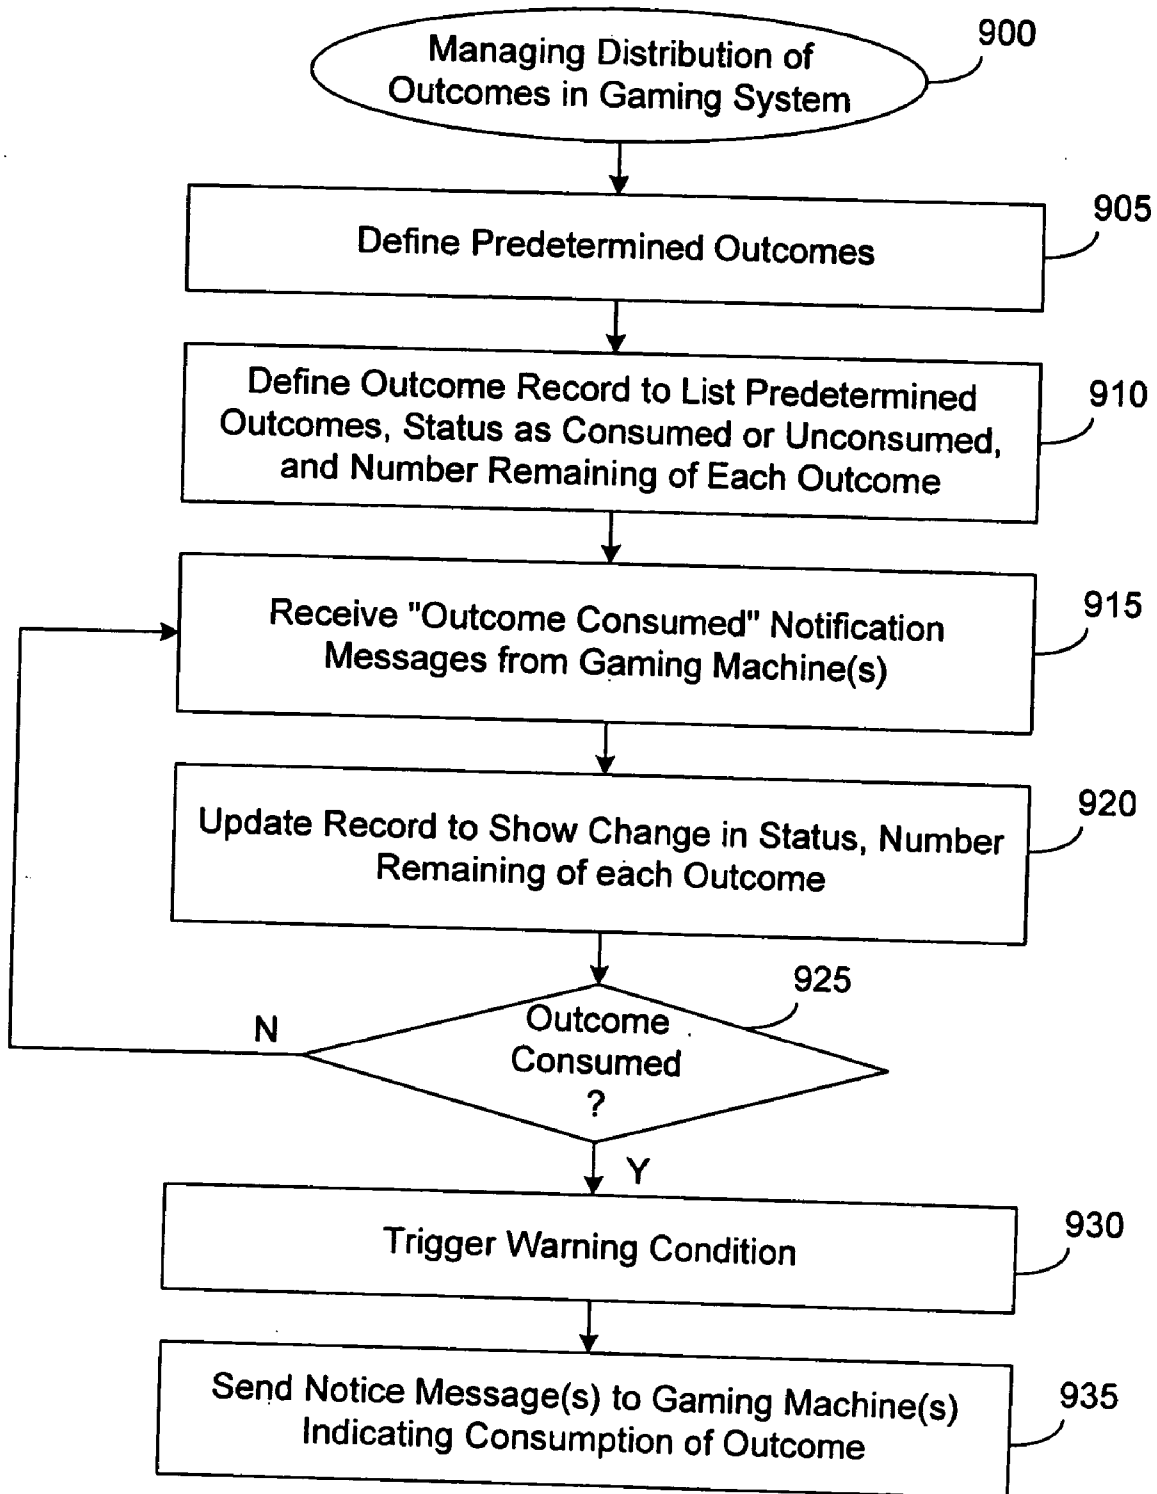 Managing Distribution of
Outcomes in Gaming System
900
Define Predetermined Outcomes
905
Define Outcome Record to List Predetermined
Outcomes, Status as Consumed or Unconsumed,
and Number Remaining of Each Outcome
910
Receive "Outcome Consumed" Notification
Messages from Gaming Machine(s)
915
Update Record to Show Change in Status, Number
Remaining of each Outcome
920
925
Outcome
Consumed
?
N
Y
Trigger Warning Condition
930
Send Notice Message(s) to Gaming Machine(s)
Indicating Consumption of Outcome
935